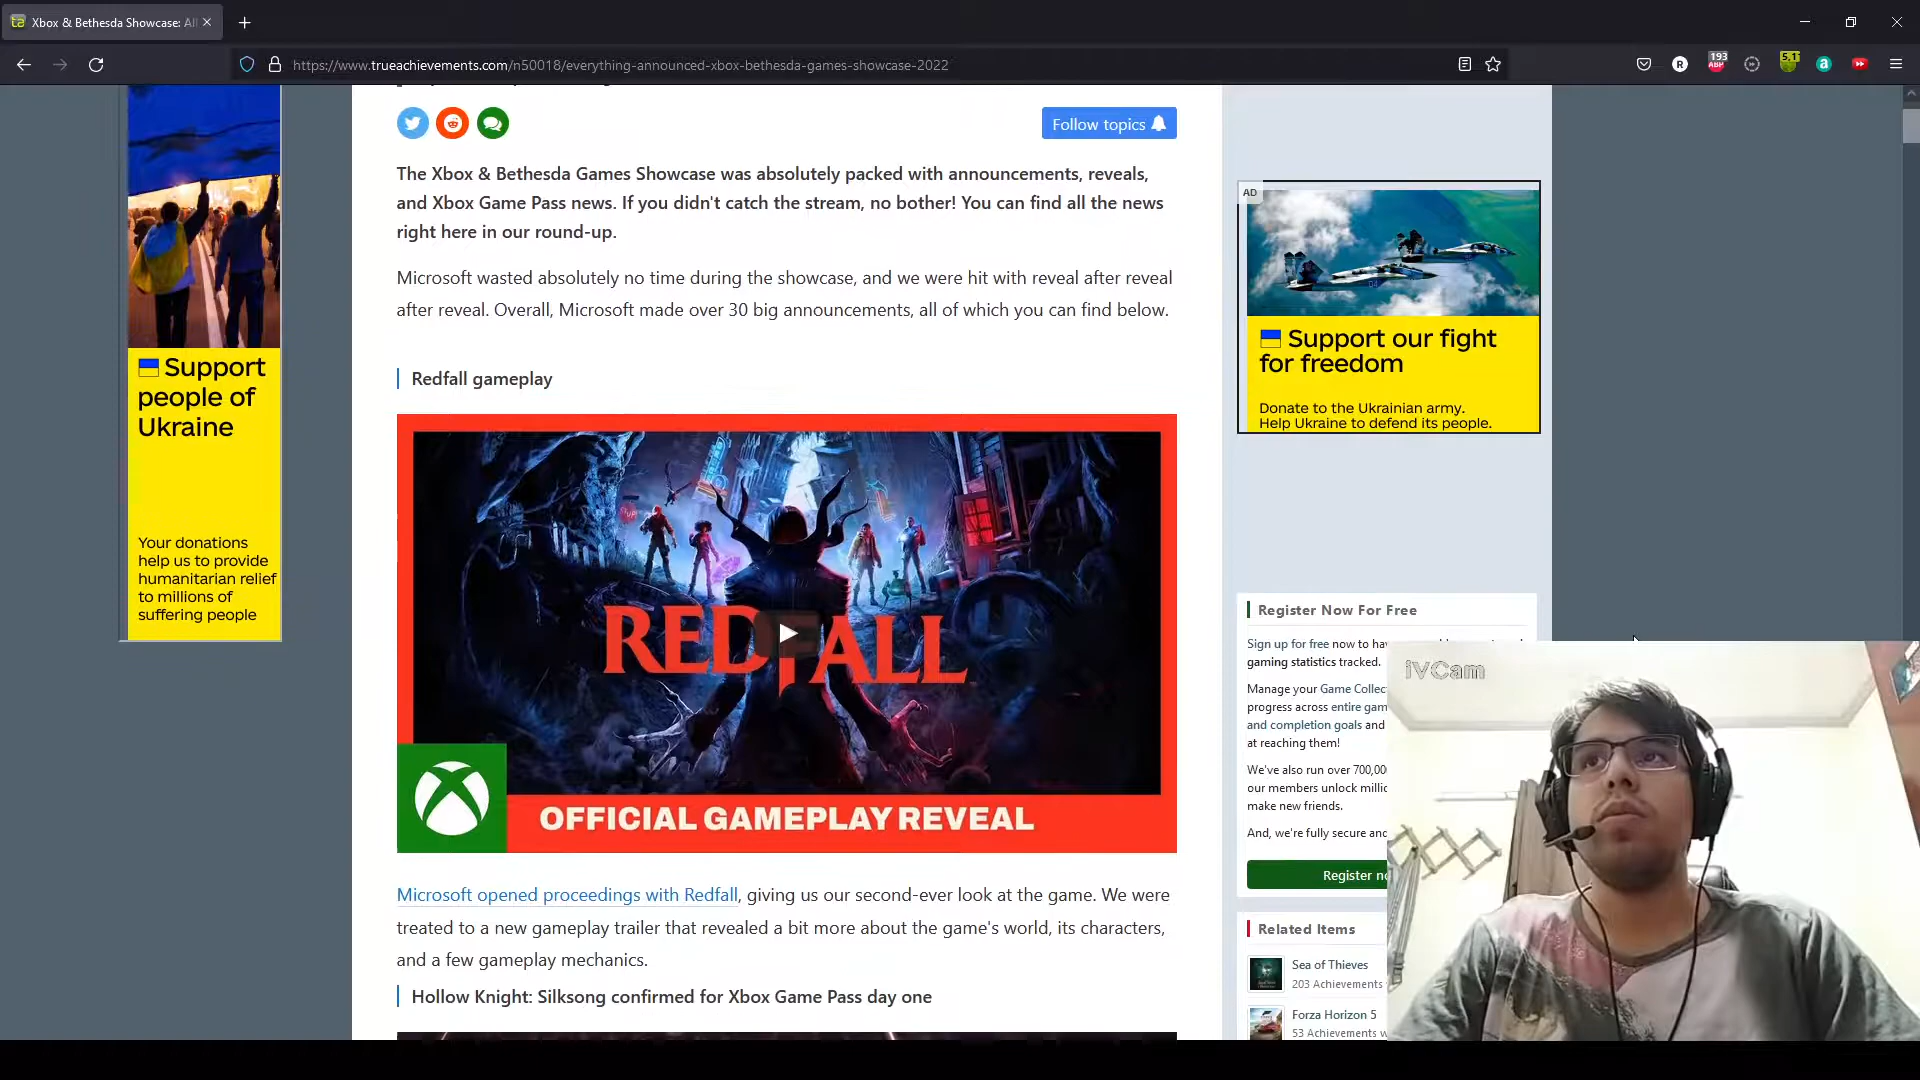 Xbox & Bethesda Showcase: Al
https://www.trueachievements.com/n50018/everything-announced-xbox-bethesda-games-showcase-2022
193
ABP
5.1
Follow topics
The Xbox & Bethesda Games Showcase was absolutely packed with announcements, reveals,
and Xbox Game Pass news. If you didn't catch the stream, no bother! You can find all the news
right here in our round-up.
Microsoft wasted absolutely no time during the showcase, and we were hit with reveal after reveal
after reveal. Overall, Microsoft made over 30 big announcements, all of which you can find below.
Redfall gameplay
REDFALL
OFFICIAL GAMEPLAY REVEAL
Microsoft opened proceedings with Redfall, giving us our second-ever look at the game. We were
treated to a new gameplay trailer that revealed a bit more about the game's world, its characters,
and a few gameplay mechanics.
Hollow Knight: Silksong confirmed for Xbox Game Pass day one
Support
people of
Ukraine
Your donations
help us to provide
humanitarian relief
to millions of
suffering people
AD
Support our fight
for freedom
Donate to the Ukrainian army.
Help Ukraine to defend its people.
Register Now For Free
Sign up for free now to hav
gaming statistics tracked.
Manage your Game Collec
progress across entire gam
and completion goals and
at reaching them!
We've also run over 700,00
our members unlock millio
make new friends.
And, we're fully secure and
Register no
Related Items
Sea of Thieves
203 Achievements
Forza Horizon 5
53 Achievements w
iVCam